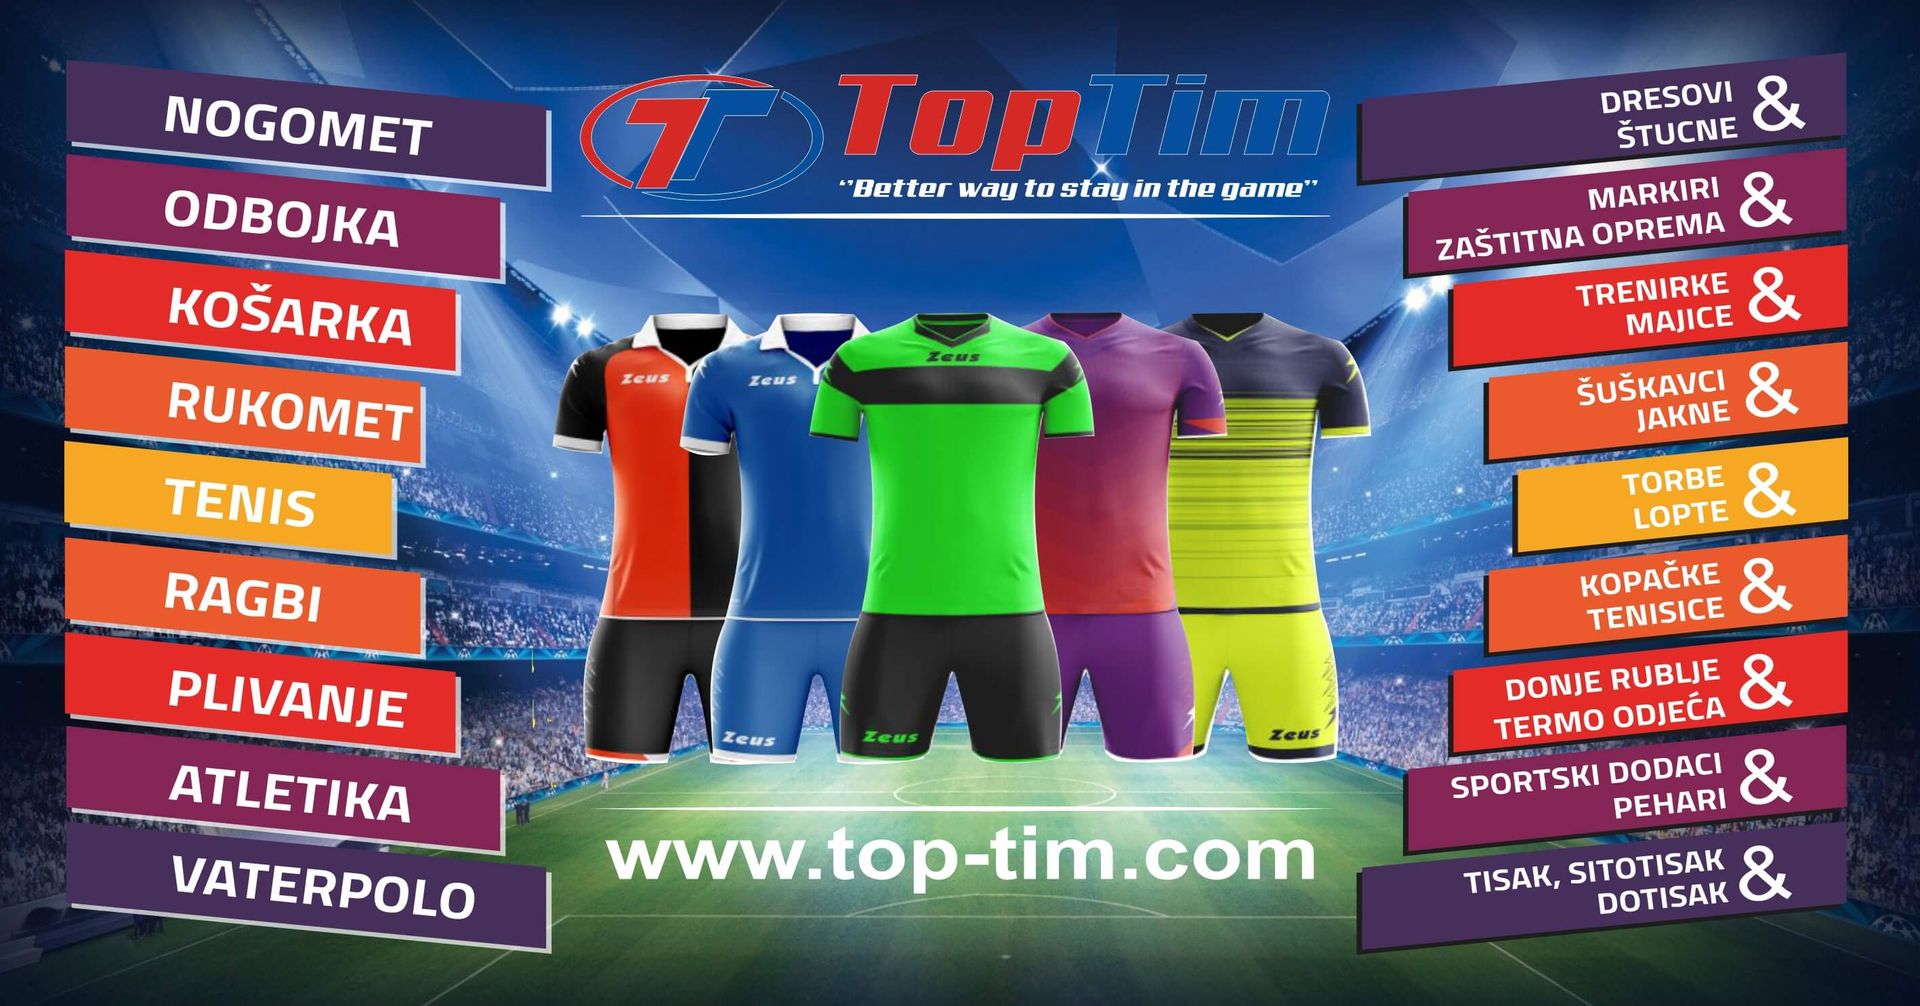 NOGOMET
ODBOJKA
KOŠARKA
RUKOMET
TENIS
RAGBI
PLIVANJE
ATLETIKA
VATERPOLO
TT TopTim
"Better way to stay in the game"
Zeus
Zeus
Zeus
Zeus
Zeus
Zeus
www.top-tim.com
DRESOVI &
ŠTUCNE
MARKIRI &
ZAŠTITNA OPREMA
TRENIRKE &
MAJICE
ŠUŠKAVCI &
JAKNE
TORBE &
LOPTE
KOPAČKE &
TENISICE
DONJE RUBLJE &
TERMO ODJEĆA
SPORTSKI DODACI &
PEHARI
TISAK, SITOTISAK &
DOTISAK